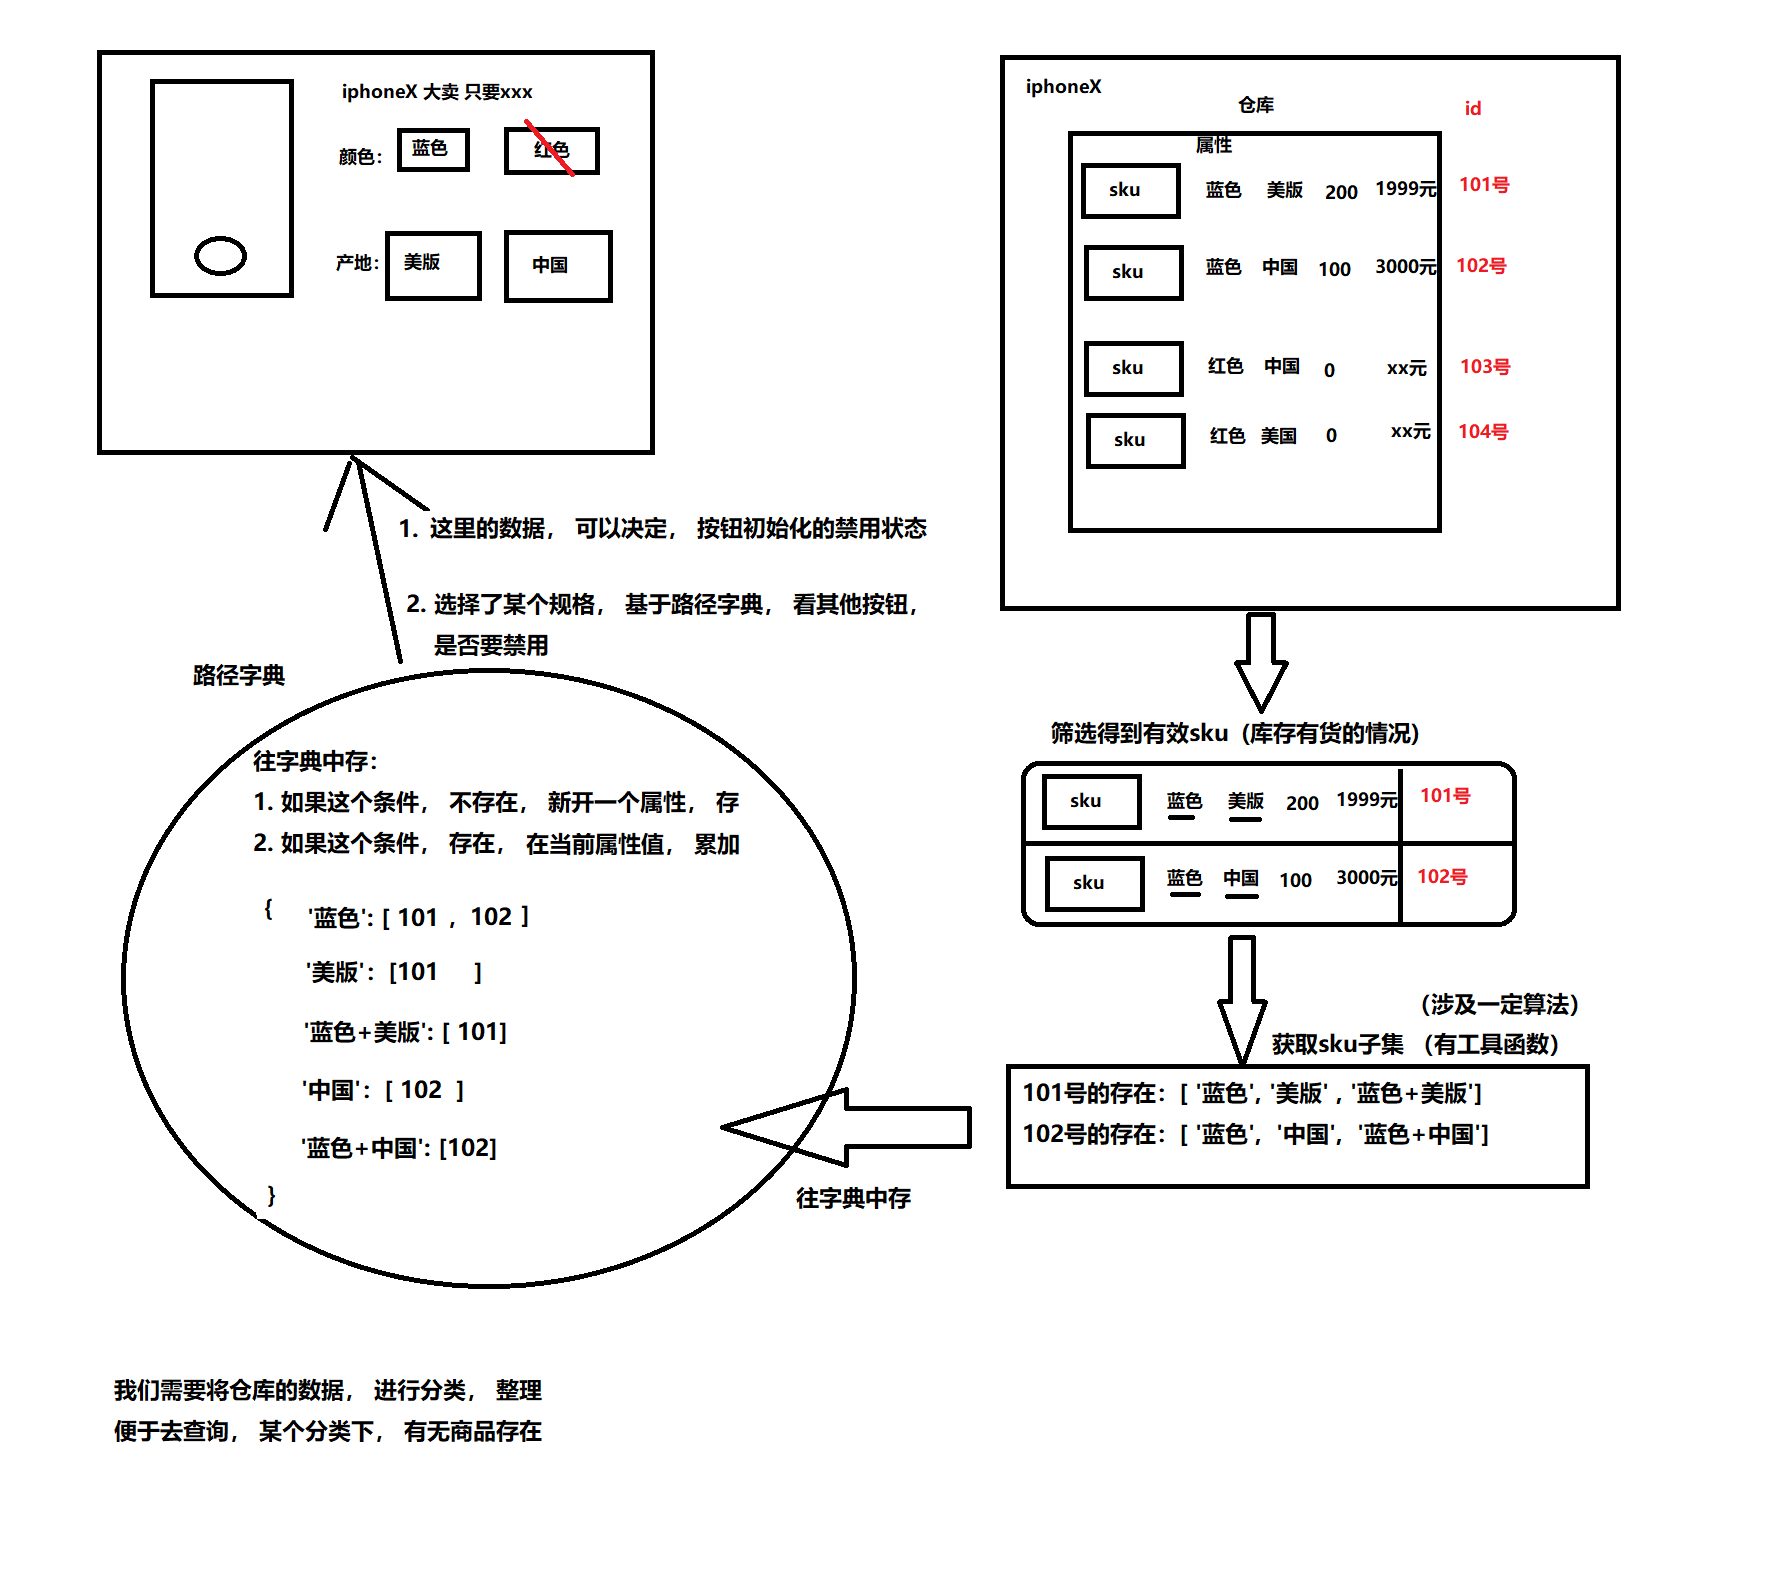 iphoneX 大卖 只要xxx
颜色：
蓝色
红色
产地：
美版
中国
iphoneX
仓库
id
属性
sku 蓝色 美版 200 1999元 101号
sku 蓝色 中国 100 3000元 102号
sku 红色 中国 0 xx元 103号
sku 红色 美国 0 xx元 104号
1. 这里的数据， 可以决定， 按钮初始化的禁用状态
2. 选择了某个规格， 基于路径字典， 看其他按钮，
是否要禁用
路径字典
筛选得到有效sku (库存有货的情况)
sku 蓝色 美版 200 1999元 101号
sku 蓝色 中国 100 3000元 102号
（涉及一定算法）
获取sku子集 （有工具函数）
101号的存在：[ '蓝色', '美版' , '蓝色+美版']
102号的存在：[ '蓝色', '中国', '蓝色+中国']
往字典中存
往字典中存：
1. 如果这个条件， 不存在， 新开一个属性， 存
2. 如果这个条件， 存在， 在当前属性值， 累加
{
'蓝色': [ 101 , 102 ]
'美版': [101 ]
'蓝色+美版': [ 101]
'中国': [ 102 ]
'蓝色+中国': [102]
}
我们需要将仓库的数据， 进行分类， 整理
便于去查询， 某个分类下， 有无商品存在